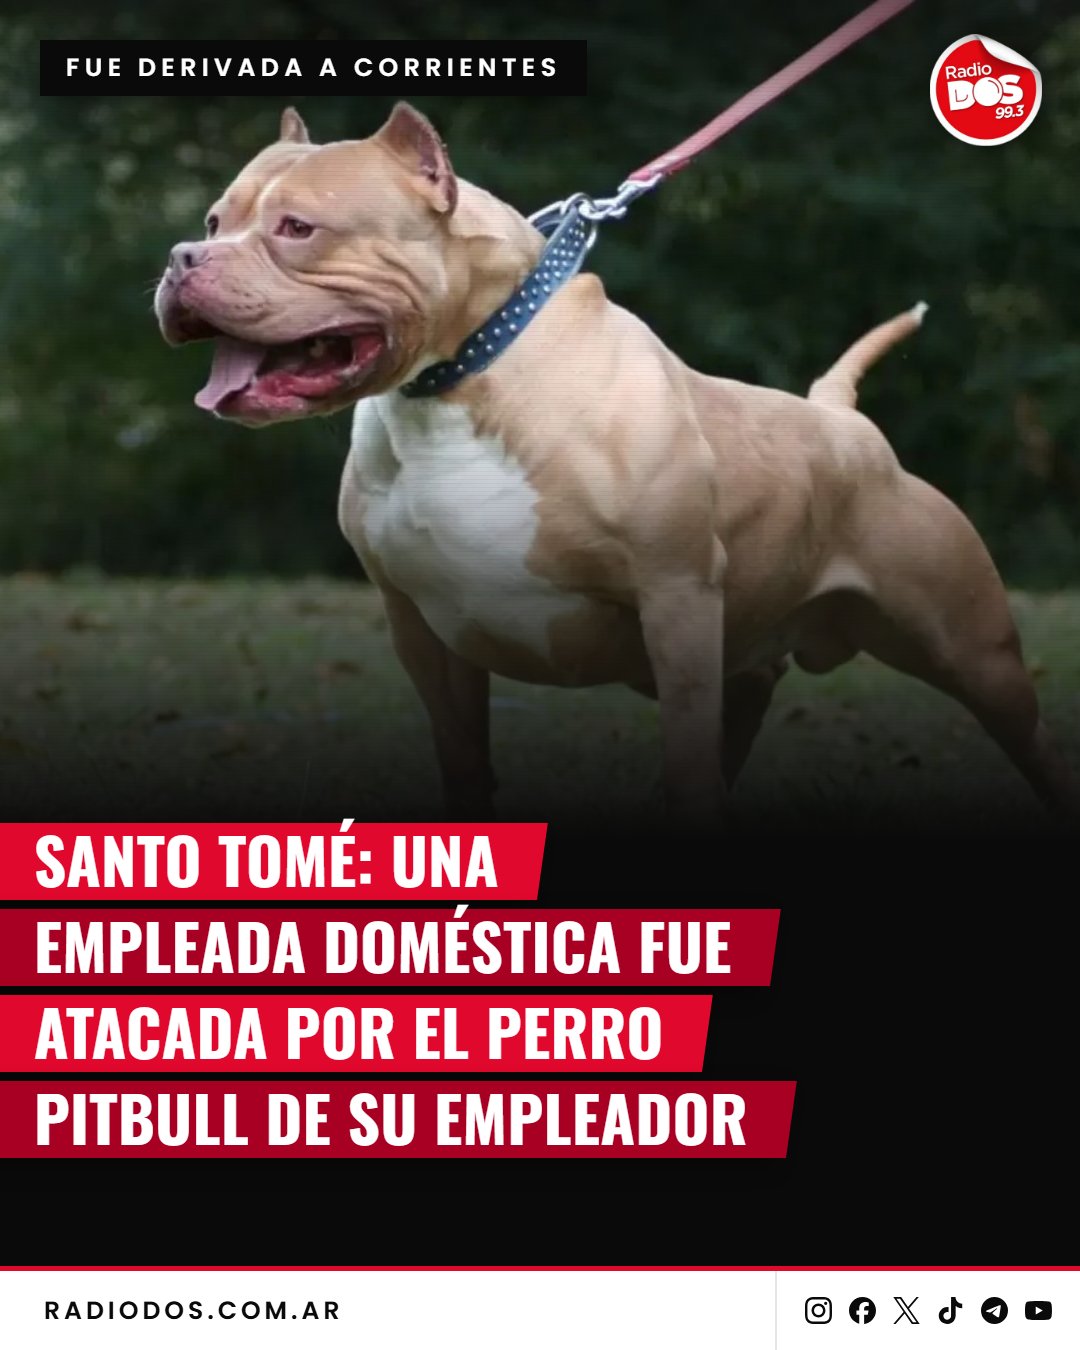 FUE DERIVADA A CORRIENTES
Radio
DOS
99.3
SANTO TOMÉ: UNA
EMPLEADA DOMÉSTICA FUE
ATACADA POR EL PERRO
PITBULL DE SU EMPLEADOR
RADIODOS.COM.AR